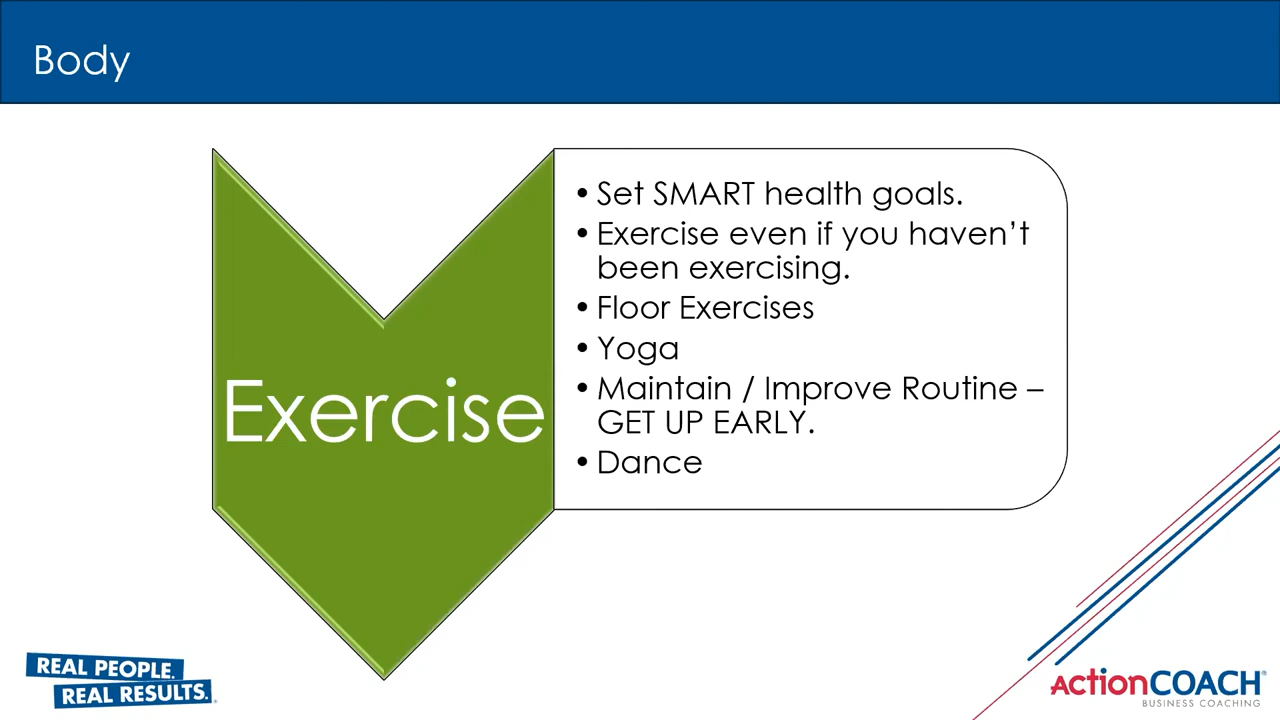 Body
Exercise
• Set SMART health goals.
• Exercise even if you haven’t
been exercising.
• Floor Exercises
• Yoga
• Maintain / Improve Routine –
GET UP EARLY.
• Dance
REAL PEOPLE.
REAL RESULTS.
ActionCOACH®
BUSINESS COACHING